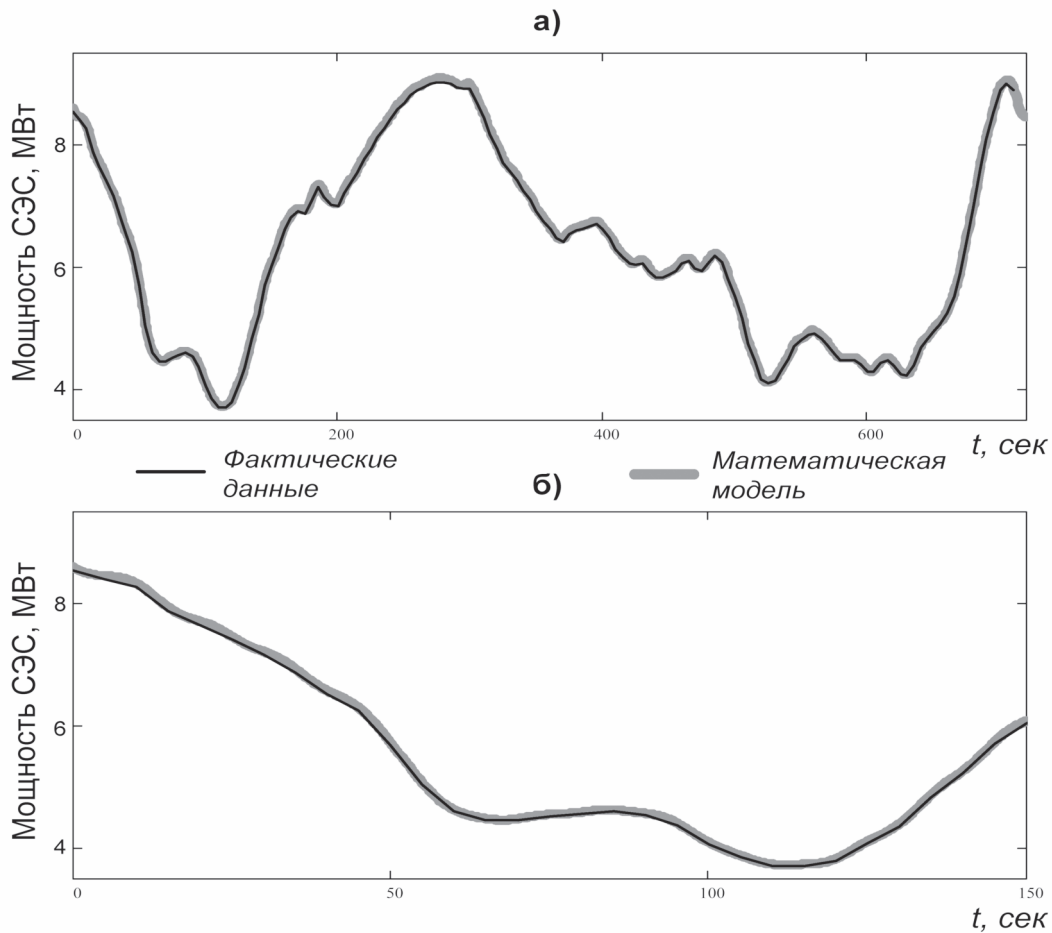 а)
Мощность СЭС, МВт
8
6
4
0
200
400
600
t, сек
Фактические
данные
Математическая
модель
б)
Мощность СЭС, МВт
8
6
4
0
50
100
150
t, сек